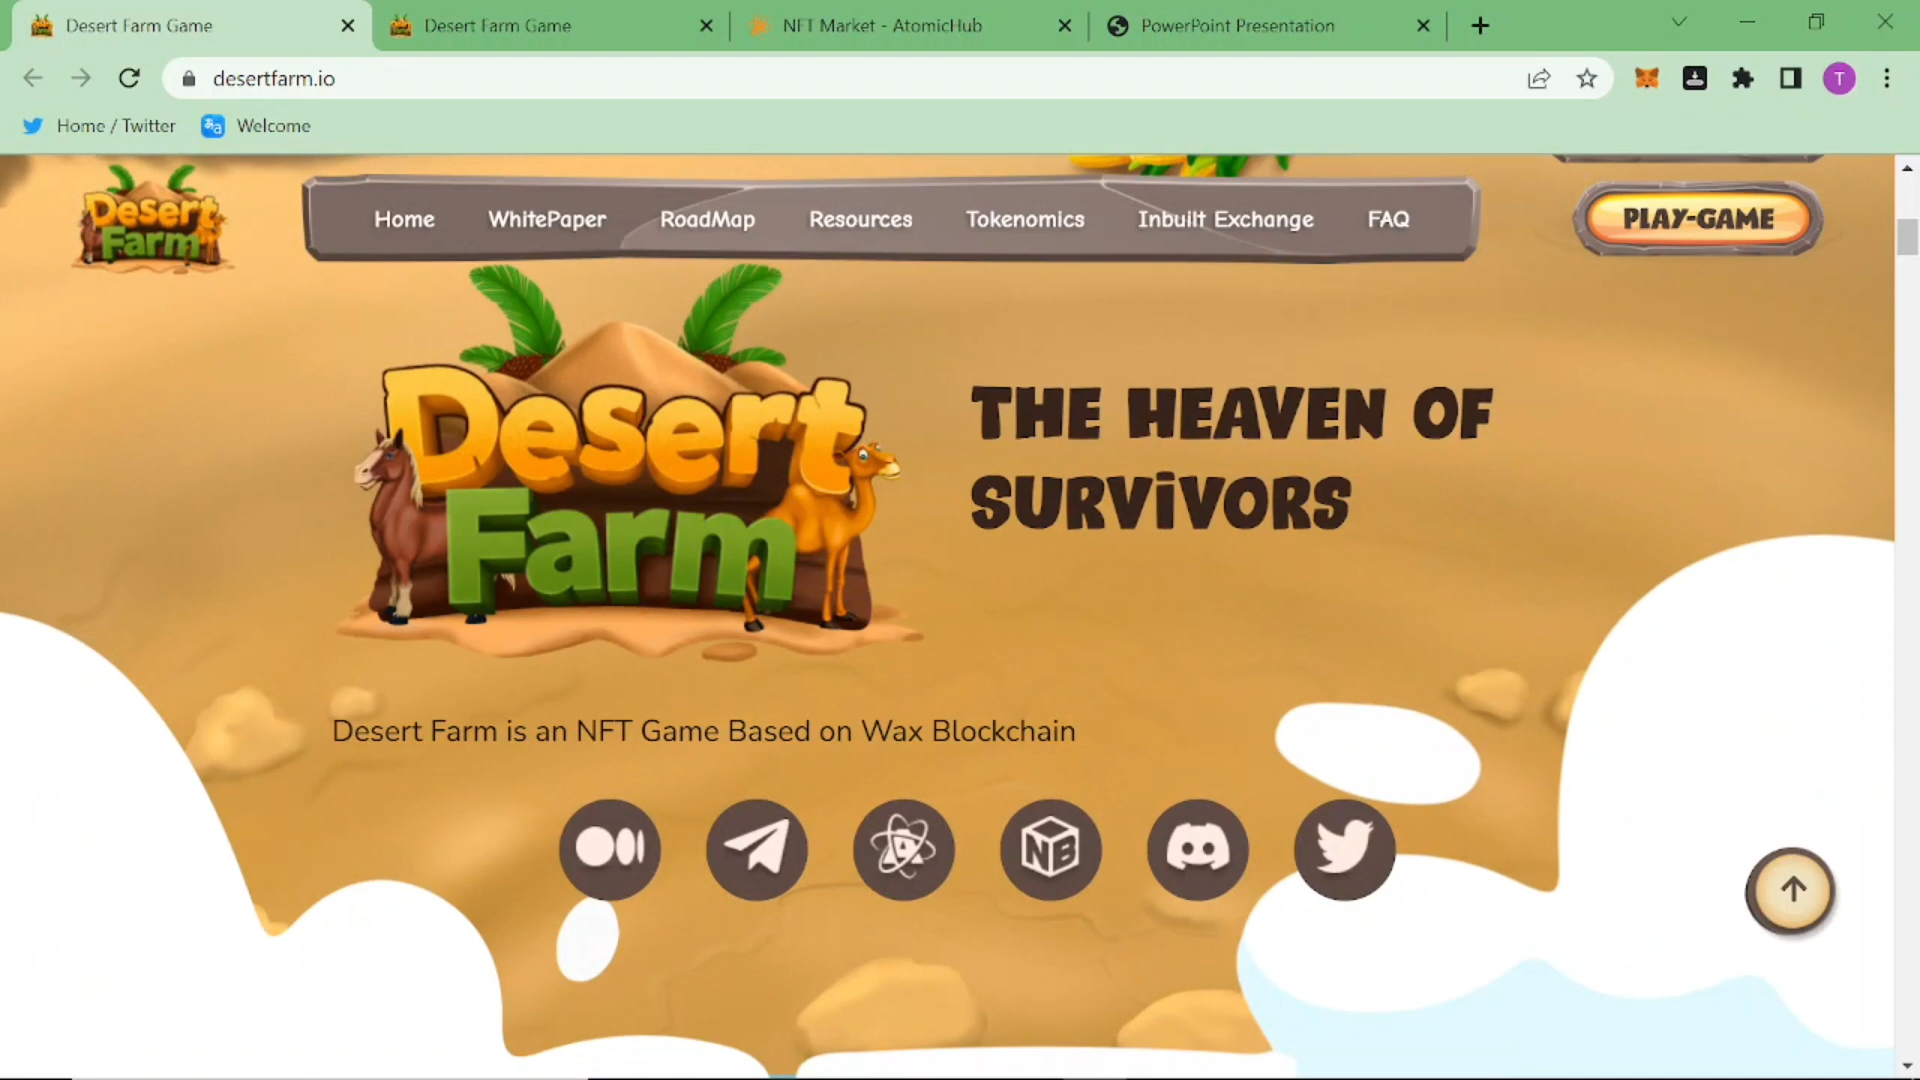 Desert Farm Game
Desert Farm Game
NFT Market - AtomicHub
PowerPoint Presentation
desertfarm.io
T
Home / Twitter
Welcome
Desert
Farm
Home
WhitePaper
RoadMap
Resources
Tokenomics
Inbuilt Exchange
FAQ
PLAY-GAME
Desert
Farm
THE HEAVEN OF
SURViVORS
Desert Farm is an NFT Game Based on Wax Blockchain
NB